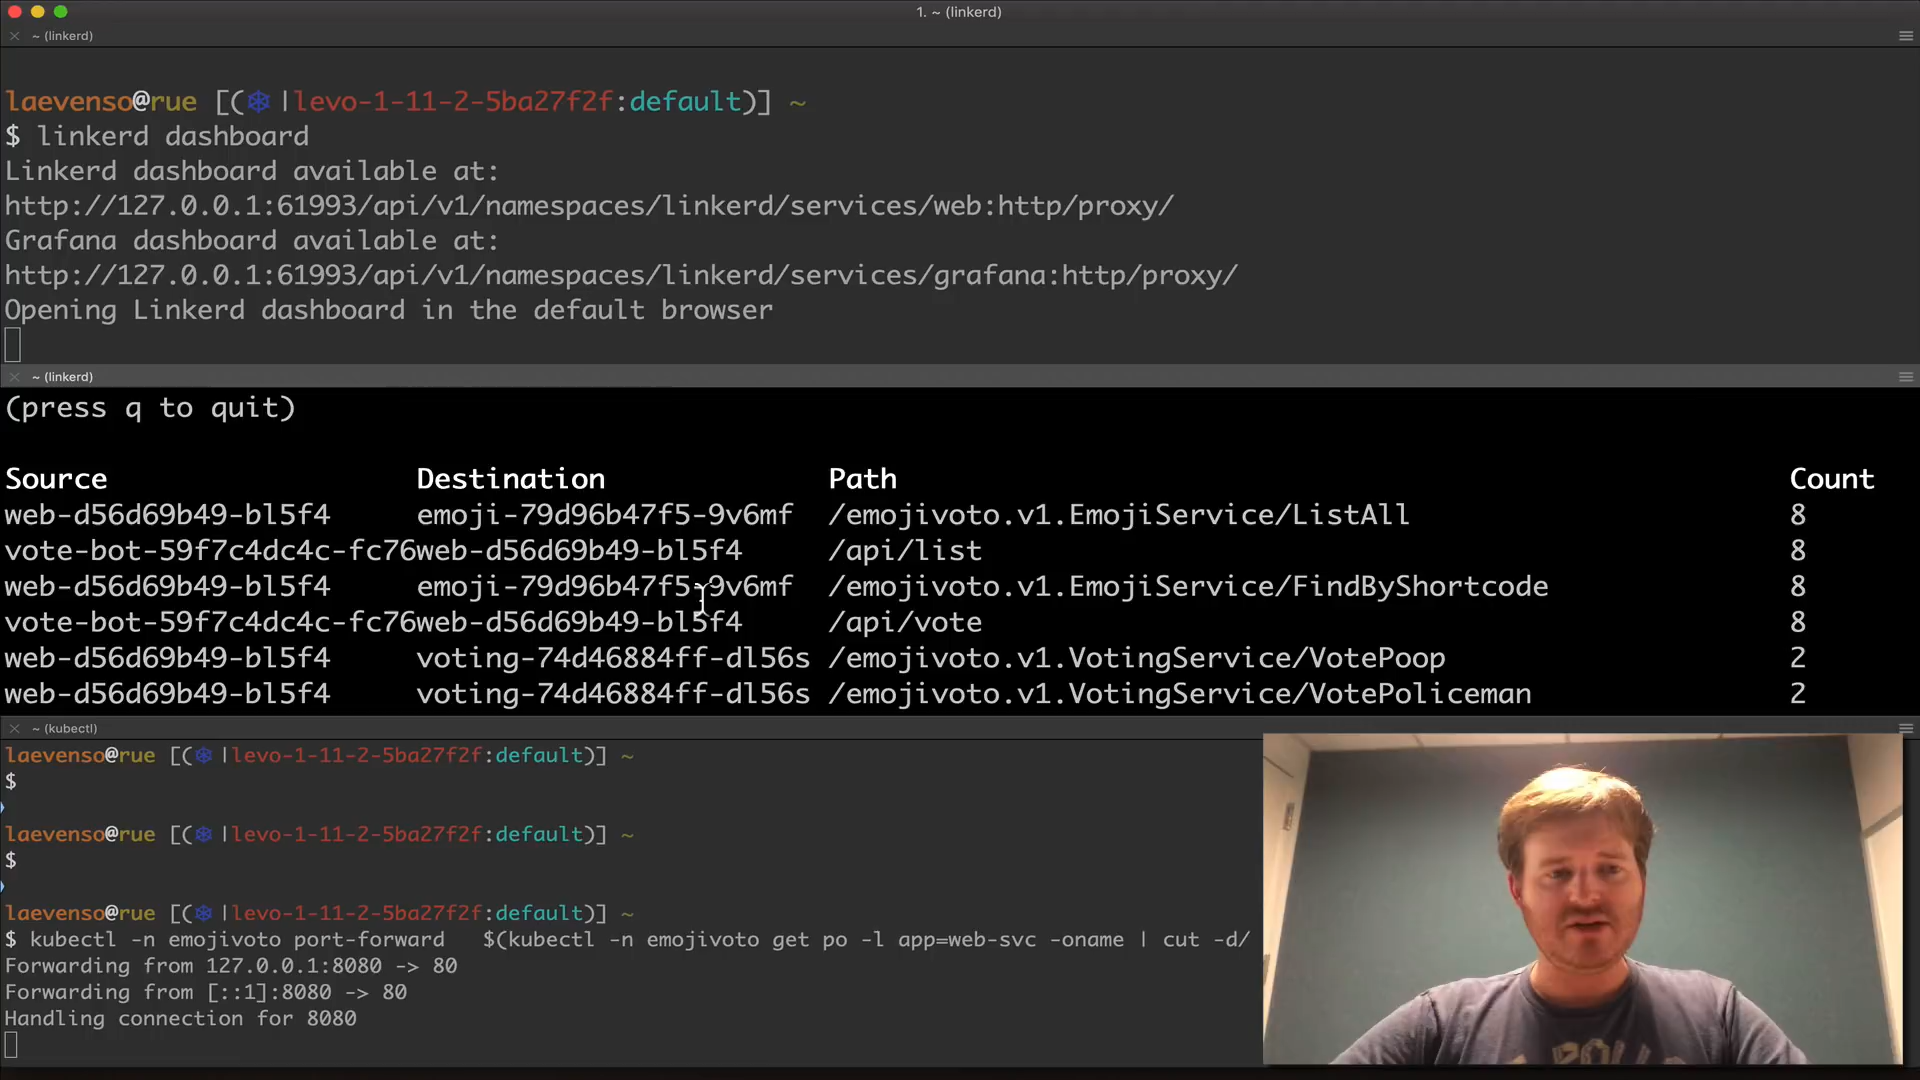 1. ~ (linkerd)
~ (linkerd)
laevenso@rue [(☸ |levo-1-11-2-5ba27f2f:default)] ~
$ linkerd dashboard
Linkerd dashboard available at:
http://127.0.0.1:61993/api/v1/namespaces/linkerd/services/web:http/proxy/
Grafana dashboard available at:
http://127.0.0.1:61993/api/v1/namespaces/linkerd/services/grafana:http/proxy/
Opening Linkerd dashboard in the default browser
~ (linkerd)
(press q to quit)
Source Destination Path Count
web-d56d69b49-bl5f4 emoji-79d96b47f5-9v6mf /emojivoto.v1.EmojiService/ListAll 8
vote-bot-59f7c4dc4c-fc76web-d56d69b49-bl5f4 /api/list 8
web-d56d69b49-bl5f4 emoji-79d96b47f5-9v6mf /emojivoto.v1.EmojiService/FindByShortcode 8
vote-bot-59f7c4dc4c-fc76web-d56d69b49-bl5f4 /api/vote 8
web-d56d69b49-bl5f4 voting-74d46884ff-dl56s /emojivoto.v1.VotingService/VotePoop 2
web-d56d69b49-bl5f4 voting-74d46884ff-dl56s /emojivoto.v1.VotingService/VotePoliceman 2
~ (kubectl)
laevenso@rue [(☸ |levo-1-11-2-5ba27f2f:default)] ~
$
laevenso@rue [(☸ |levo-1-11-2-5ba27f2f:default)] ~
$
laevenso@rue [(☸ |levo-1-11-2-5ba27f2f:default)] ~
$ kubectl -n emojivoto port-forward $(kubectl -n emojivoto get po -l app=web-svc -oname | cut -d/
Forwarding from 127.0.0.1:8080 -> 80
Forwarding from [::1]:8080 -> 80
Handling connection for 8080